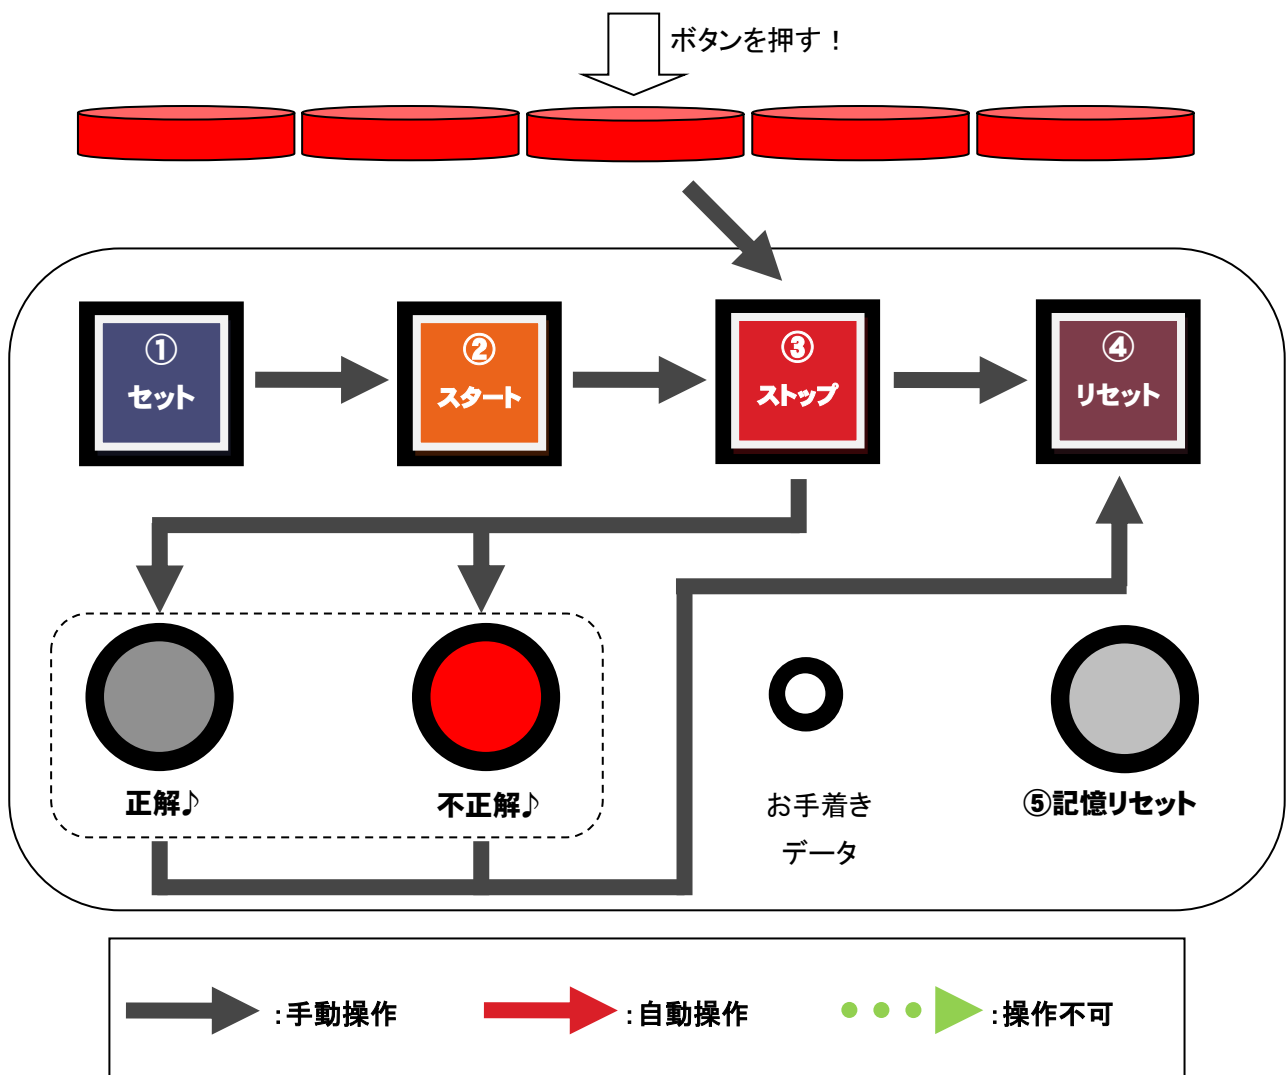 ボタンを押す！
①
セット
②
スタート
③
ストップ
④
リセット
正解♪
不正解♪
お手着き
データ
⑤記憶リセット
：手動操作
：自動操作
：操作不可